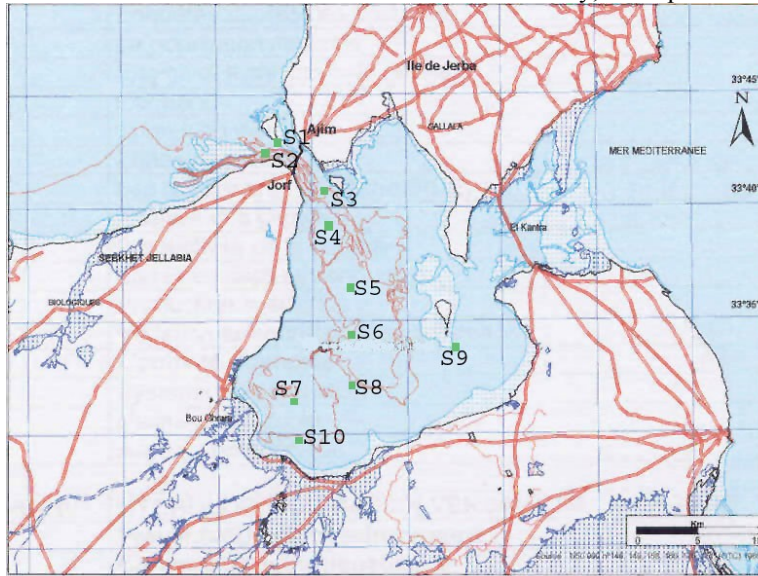 Ile de Jerba
33°45'
N
Ajim
GALLALA
S1
S2
MER MEDITERRANEE
Jorf
S3
33°40'
S4
El Kantra
SEBKHET JELLABIA
S5
BIOLOGIQUES
33°35'
S6
S9
S8
S7
Bou Ghrara
S10
Km
0 5 10